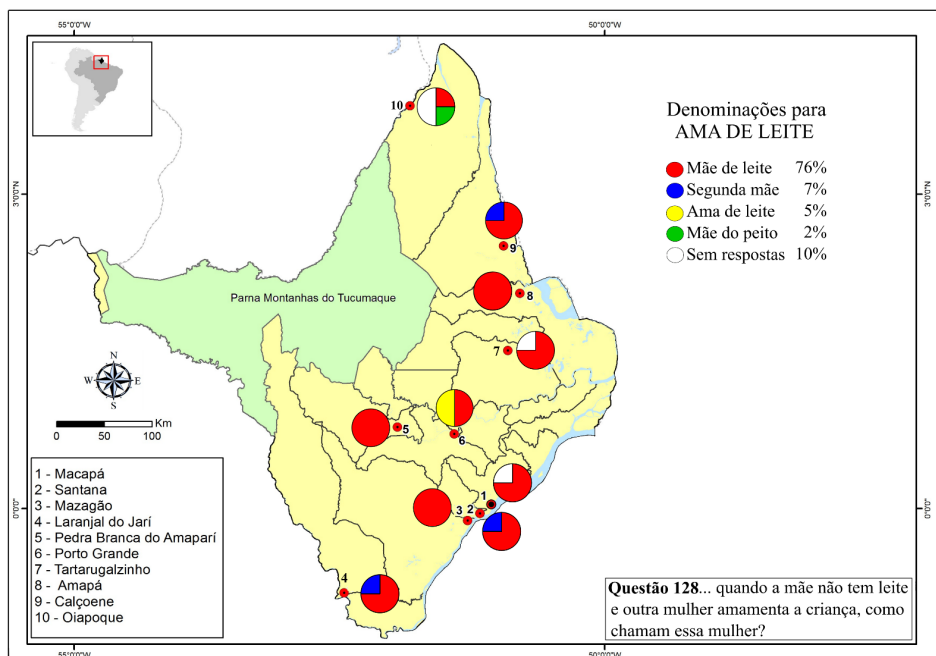 55°0'0"W
50°0'0"W
10
Denominações para
AMA DE LEITE
Mãe de leite 76%
Segunda mãe 7%
Ama de leite 5%
Mãe do peito 2%
Sem respostas 10%
3°0'0"N
3°0'0"N
9
8
Parna Montanhas do Tucumaque
7
N
W E
S
Km
0 50 100
5
6
1 - Macapá
2 - Santana
3 - Mazagão
4 - Laranjal do Jarí
5 - Pedra Branca do Amaparí
6 - Porto Grande
7 - Tartarugalzinho
8 - Amapá
9 - Calçoene
10 - Oiapoque
1
3 2
0°0'0"
0°0'0"
4
Questão 128... quando a mãe não tem leite
e outra mulher amamenta a criança, como
chamam essa mulher?
55°0'0"W
50°0'0"W